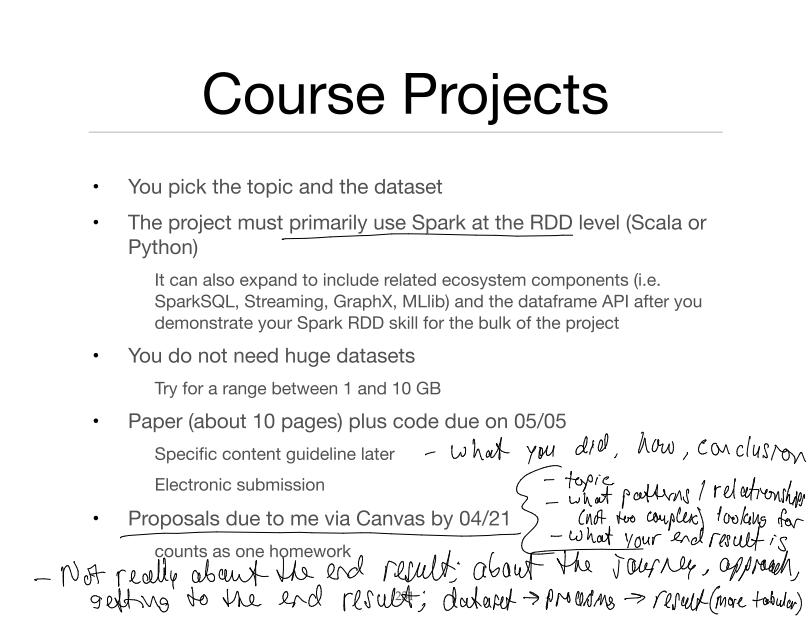 Course Projects
• You pick the topic and the dataset
• The project must primarily use Spark at the RDD level (Scala or
Python)
It can also expand to include related ecosystem components (i.e.
SparkSQL, Streaming, GraphX, MLlib) and the dataframe API after you
demonstrate your Spark RDD skill for the bulk of the project
• You do not need huge datasets
Try for a range between 1 and 10 GB
• Paper (about 10 pages) plus code due on 05/05
Specific content guideline later - what you did, how, conclusion
Electronic submission
- topic
- what patterns / relationships
(not too complex) looking for
- what your end result is
• Proposals due to me via Canvas by 04/21
counts as one homework
- Not really about the end result; about the journey, approach,
getting to the end result; dataset → process → result (more tabular)